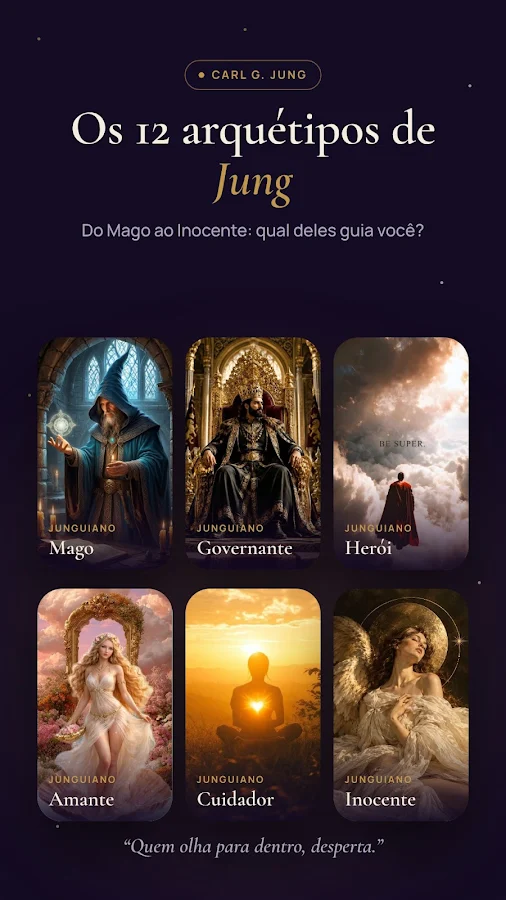 CARL G. JUNG
Os 12 arquétipos de
Jung
Do Mago ao Inocente: qual deles guia você?
BE SUPER.
JUNGUIANO
Mago
JUNGUIANO
Governante
JUNGUIANO
Herói
JUNGUIANO
Amante
JUNGUIANO
Cuidador
JUNGUIANO
Inocente
“Quem olha para dentro, desperta.”